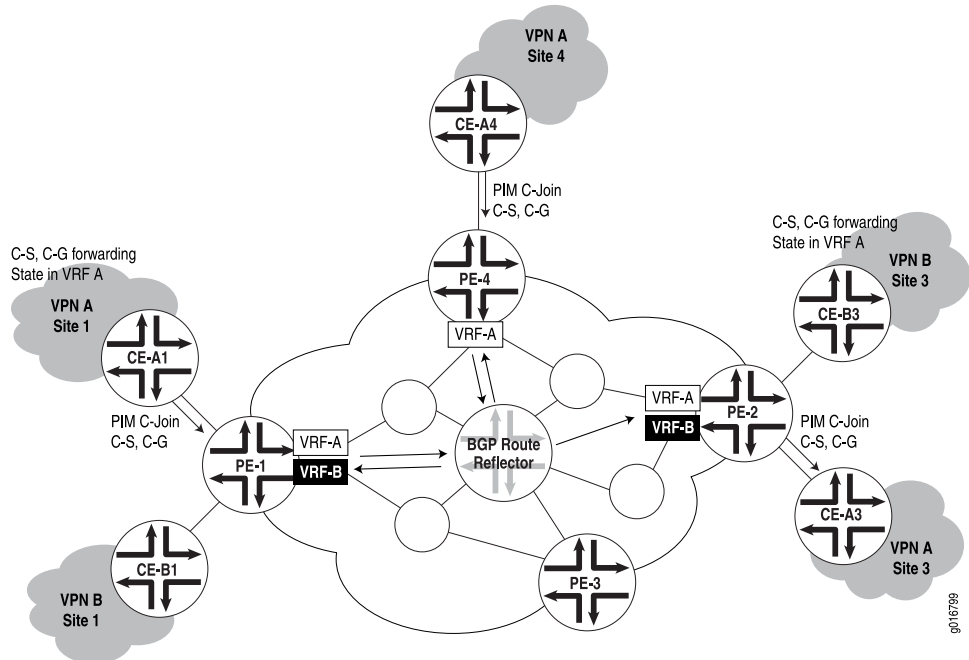 VPN A
Site 4
CE-A4
PIM C-Join
C-S, C-G
C-S, C-G forwarding
State in VRF A
VPN A
Site 1
CE-A1
PIM C-Join
C-S, C-G
PE-4
VRF-A
C-S, C-G forwarding
State in VRF A
VPN B
Site 3
CE-B3
PE-1
VRF-A
VRF-B
BGP Route
Reflector
VRF-A
VRF-B
PE-2
PIM C-Join
C-S, C-G
CE-B1
VPN B
Site 1
PE-3
CE-A3
VPN A
Site 3
g016799